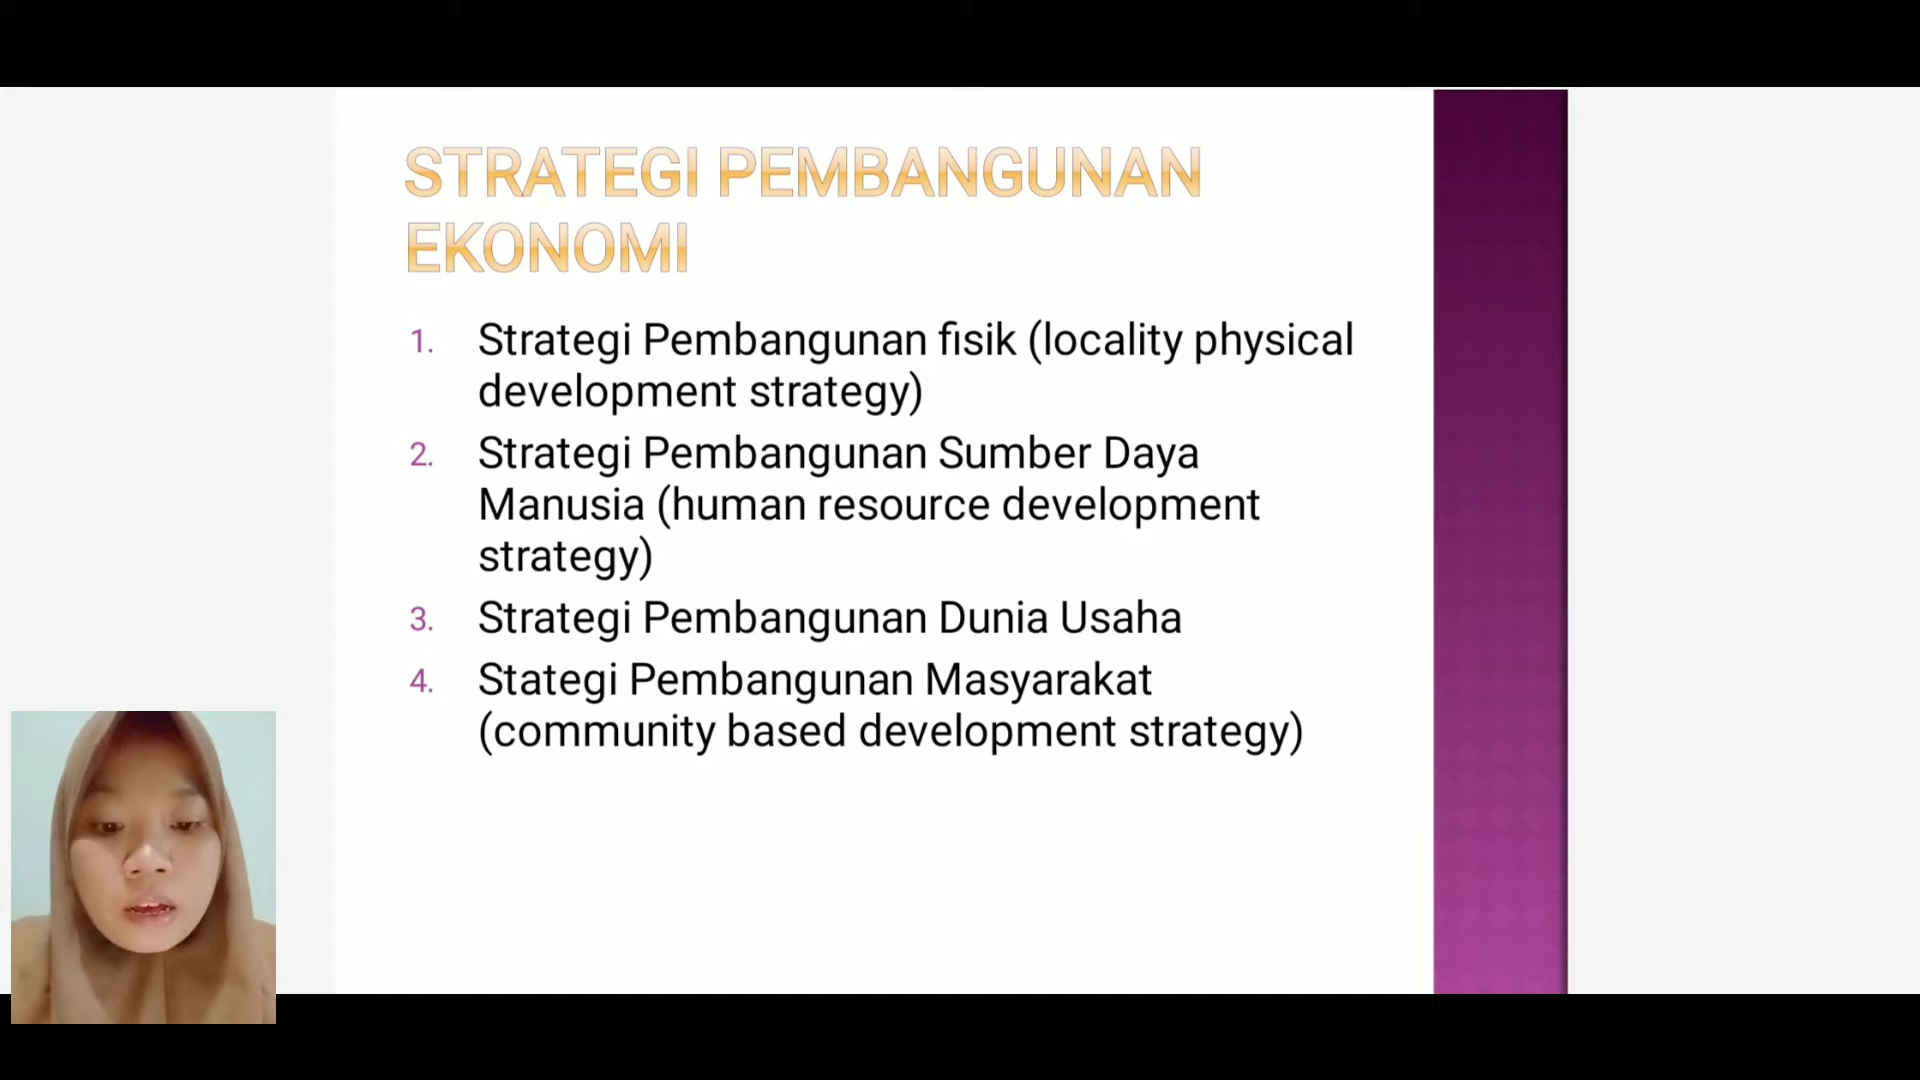 STRATEGI PEMBANGUNAN
EKONOMI
1. Strategi Pembangunan fisik (locality physical
development strategy)
2. Strategi Pembangunan Sumber Daya
Manusia (human resource development
strategy)
3. Strategi Pembangunan Dunia Usaha
4. Stategi Pembangunan Masyarakat
(community based development strategy)